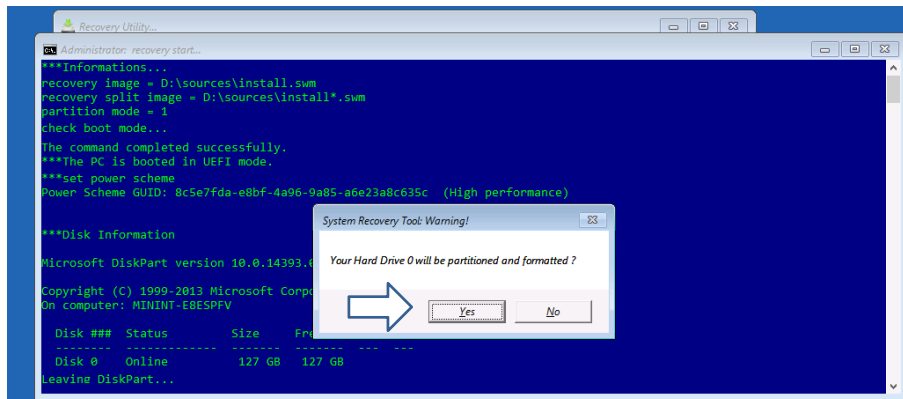 Recovery Utility...
Administrator: recovery start...
***Informations...
recovery image = D:\sources\install.swm
recovery split image = D:\sources\install*.swm
partition mode = 1
check boot mode...
The command completed successfully.
***The PC is booted in UEFI mode.
***set power scheme
Power Scheme GUID: 8c5e7fda-e8bf-4a96-9a85-a6e23a8c635c (High performance)
***Disk Information
Microsoft DiskPart version 10.0.14393.
Copyright (C) 1999-2013 Microsoft Corpo
On computer: MININT-E8ESPFV
Disk ### Status Size Fre
-------- ------------- ------- ------- --- ---
Disk 0 Online 127 GB 127 GB
Leaving DiskPart...
System Recovery Tool: Warning!
Your Hard Drive 0 will be partitioned and formatted ?
Yes No